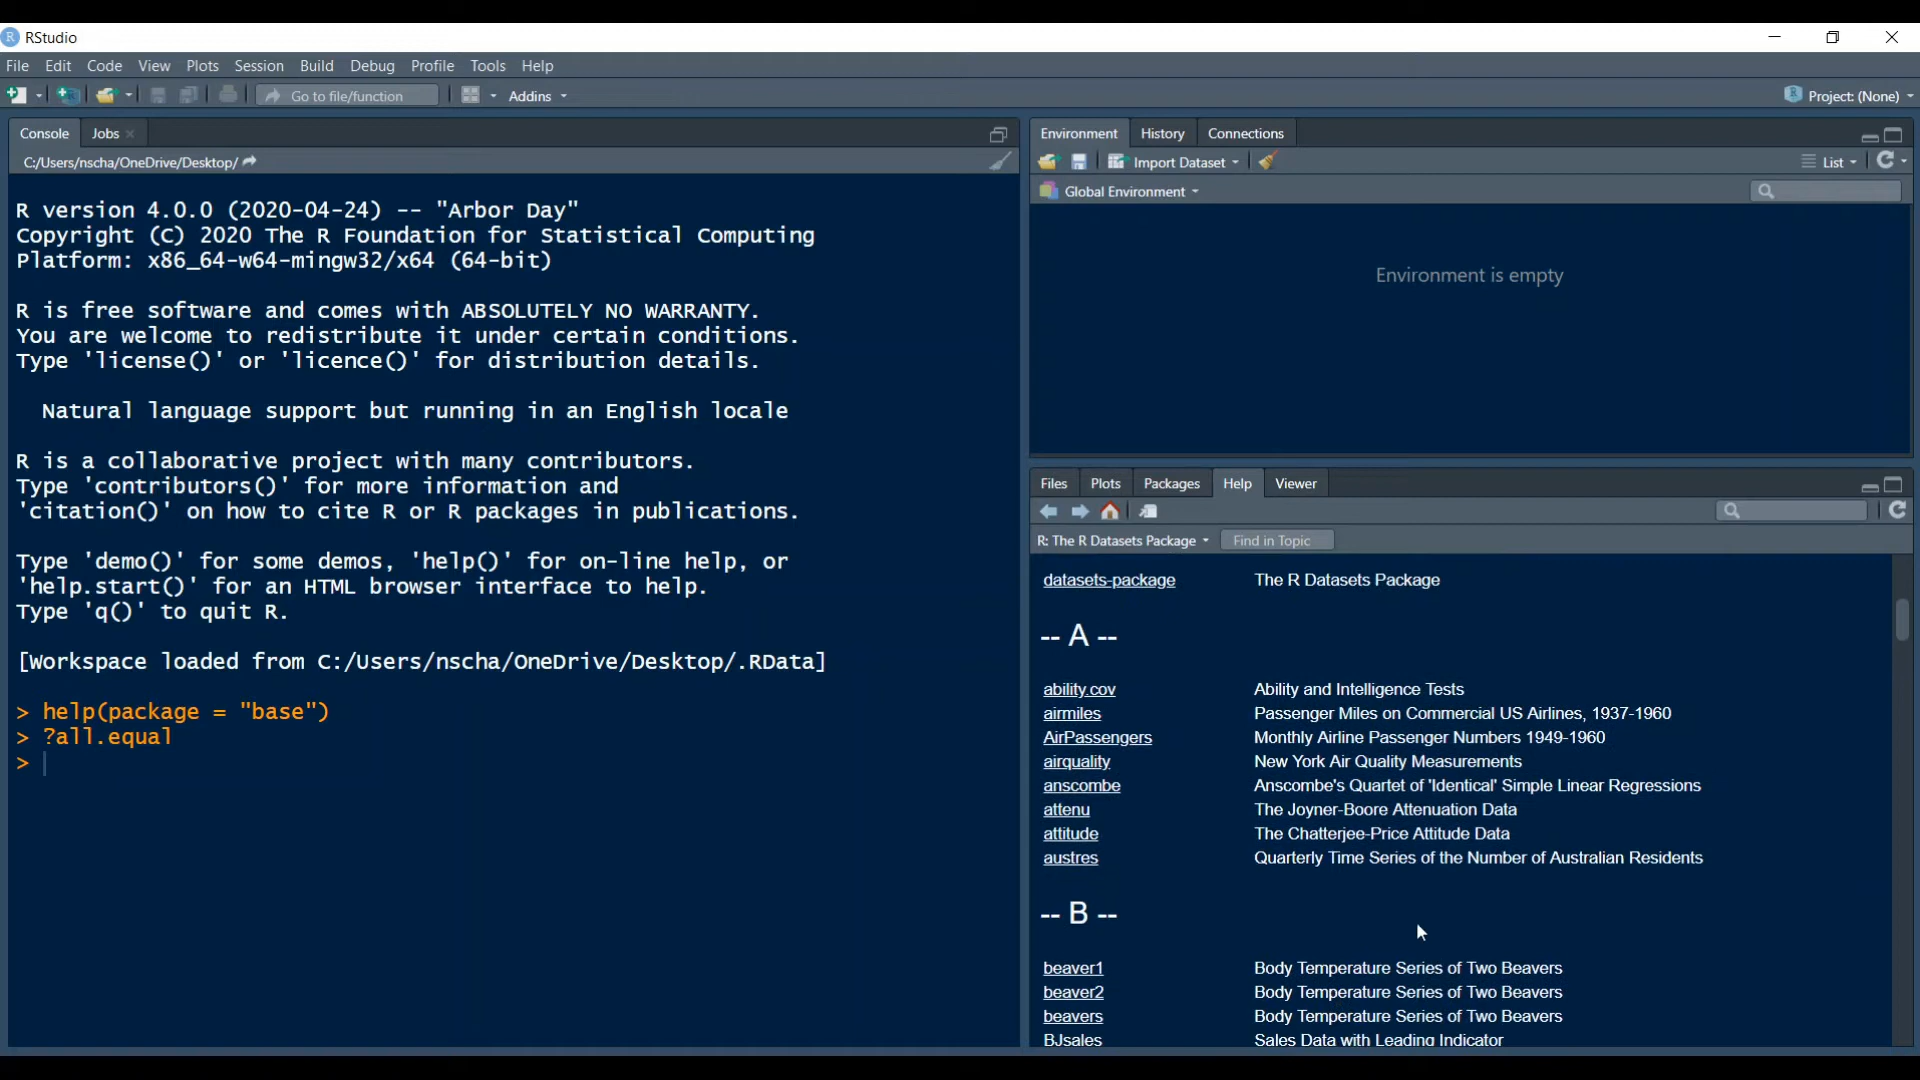 RStudio
File Edit Code View Plots Session Build Debug Profile Tools Help
Go to file/function Addins Project: (None)
Console Jobs
C:/Users/nscha/OneDrive/Desktop/
R version 4.0.0 (2020-04-24) -- "Arbor Day"
Copyright (C) 2020 The R Foundation for Statistical Computing
Platform: x86_64-w64-mingw32/x64 (64-bit)
R is free software and comes with ABSOLUTELY NO WARRANTY.
You are welcome to redistribute it under certain conditions.
Type 'license()' or 'licence()' for distribution details.
Natural language support but running in an English locale
R is a collaborative project with many contributors.
Type 'contributors()' for more information and
'citation()' on how to cite R or R packages in publications.
Type 'demo()' for some demos, 'help()' for on-line help, or
'help.start()' for an HTML browser interface to help.
Type 'q()' to quit R.
[Workspace loaded from C:/Users/nscha/OneDrive/Desktop/.RData]
> help(package = "base")
> ?all.equal
>
Environment History Connections
Import Dataset List
Global Environment
Environment is empty
Files Plots Packages Help Viewer
R: The R Datasets Package Find in Topic
datasets-package The R Datasets Package
-- A --
ability.cov Ability and Intelligence Tests
airmiles Passenger Miles on Commercial US Airlines, 1937-1960
AirPassengers Monthly Airline Passenger Numbers 1949-1960
airquality New York Air Quality Measurements
anscombe Anscombe's Quartet of 'Identical' Simple Linear Regressions
attenu The Joyner-Boore Attenuation Data
attitude The Chatterjee-Price Attitude Data
austres Quarterly Time Series of the Number of Australian Residents
-- B --
beaver1 Body Temperature Series of Two Beavers
beaver2 Body Temperature Series of Two Beavers
beavers Body Temperature Series of Two Beavers
BJsales Sales Data with Leading Indicator